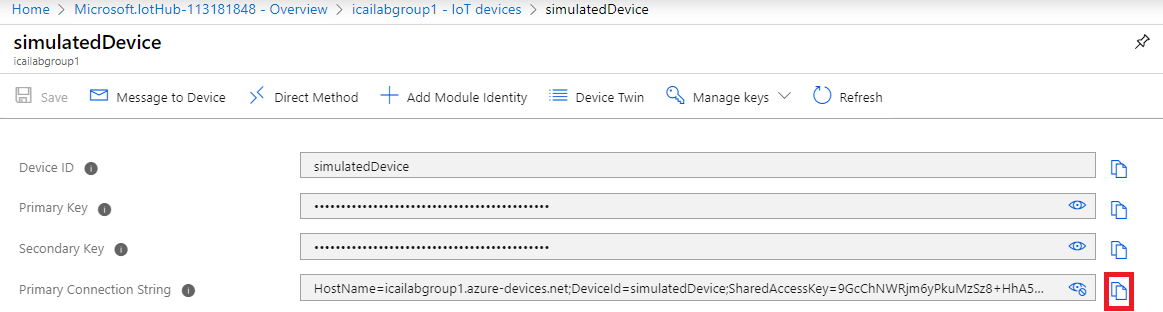 Home > Microsoft.IotHub-113181848 - Overview > icailabgroup1 - IoT devices > simulatedDevice
simulatedDevice
icailabgroup1
Save Message to Device Direct Method Add Module Identity Device Twin Manage keys Refresh
Device ID simulatedDevice
Primary Key ••••••••••••••••••••••••••••••••••••••••••••
Secondary Key ••••••••••••••••••••••••••••••••••••••••••••
Primary Connection String HostName=icailabgroup1.azure-devices.net;DeviceId=simulatedDevice;SharedAccessKey=9GcChNWRjm6yPkuMzSz8+HhA5...